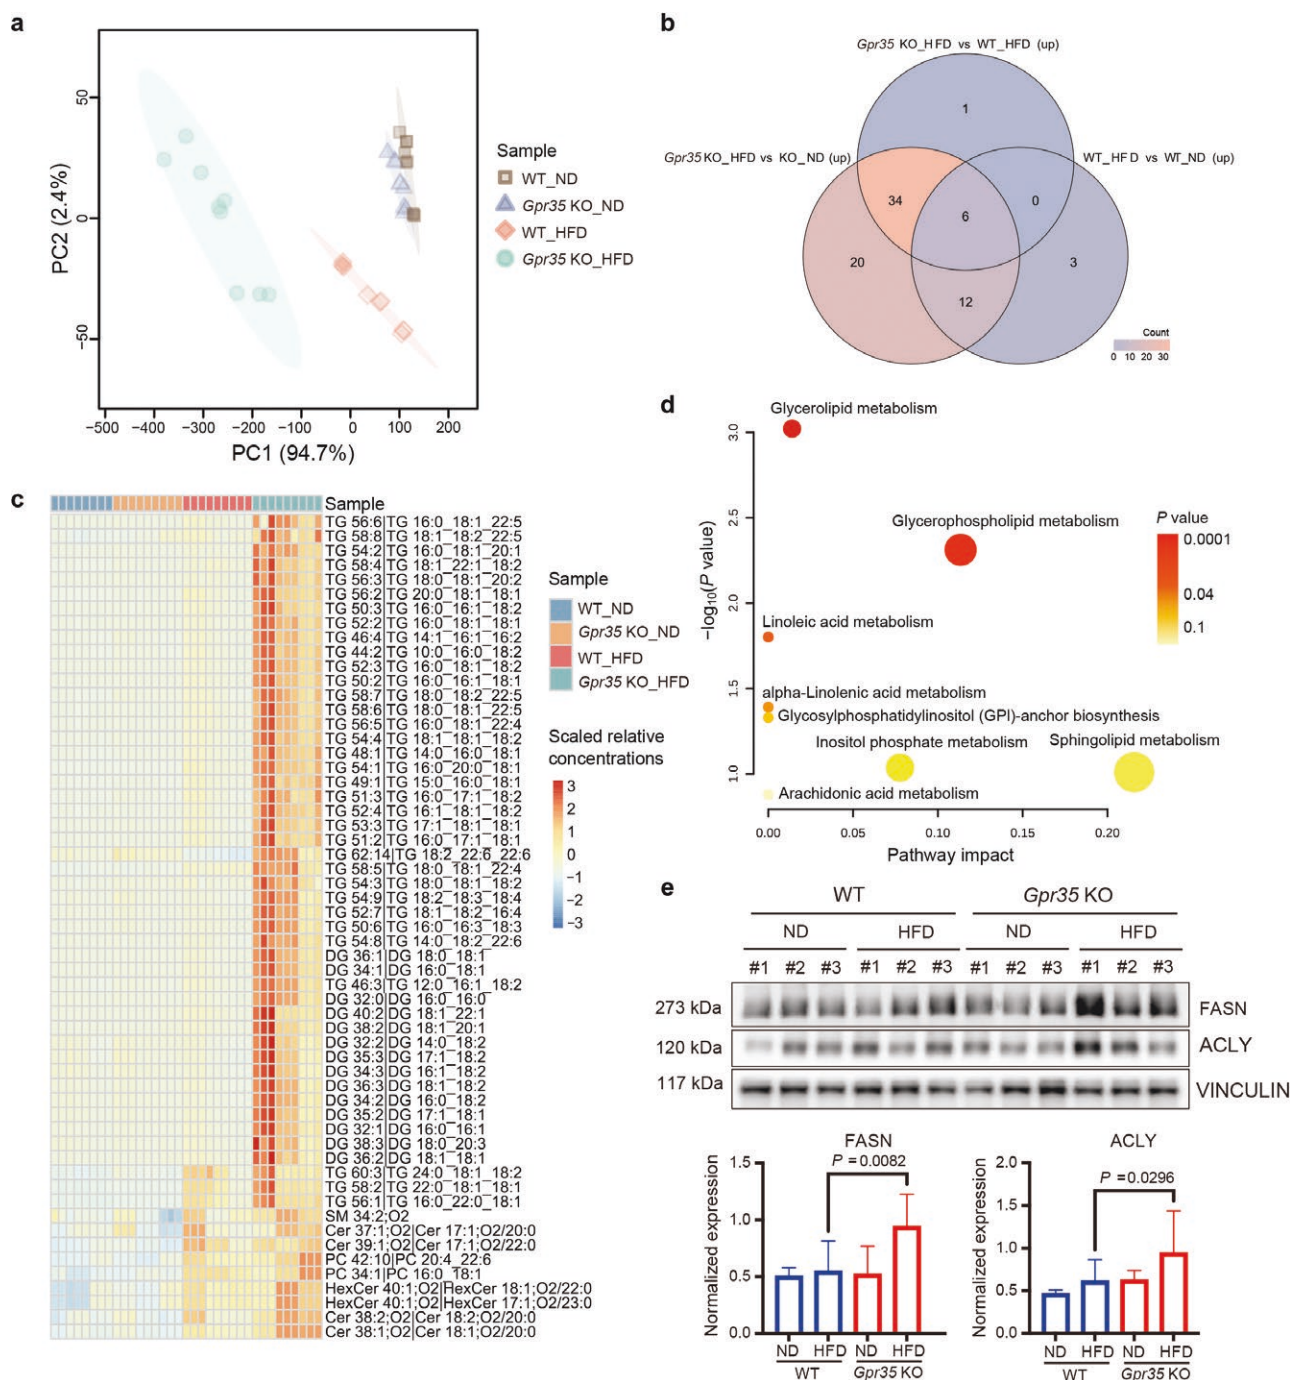 a
PC2 (2.4%)
50
0
−50
−500
−400
−300
−200
−100
0
100
200
PC1 (94.7%)
Sample
WT_ND
Gpr35 KO_ND
WT_HFD
Gpr35 KO_HFD
b
Gpr35 KO_HFD vs WT_HFD (up)
Gpr35 KO_HFD vs KO_ND (up)
WT_HFD vs WT_ND (up)
1
34
0
6
20
3
12
Count
0 10 20 30
c
Sample
TG 56:6|TG 16:0_18:1_22:5
TG 58:8|TG 18:1_18:2_22:5
TG 54:2|TG 16:0_18:1_20:1
TG 58:4|TG 18:1_22:1_18:2
TG 56:3|TG 18:0_18:1_20:2
TG 56:2|TG 20:0_18:1_18:1
TG 50:3|TG 16:0_16:1_18:2
TG 52:2|TG 16:0_18:1_18:1
TG 46:4|TG 14:1_16:1_16:2
TG 44:2|TG 10:0_16:0_18:2
TG 52:3|TG 16:0_18:1_18:2
TG 50:2|TG 16:0_16:1_18:1
TG 58:7|TG 18:0_18:2_22:5
TG 58:6|TG 18:0_18:1_22:5
TG 56:5|TG 16:0_18:1_22:4
TG 54:4|TG 18:1_18:1_18:2
TG 48:1|TG 14:0_16:0_18:1
TG 54:1|TG 16:0_20:0_18:1
TG 49:1|TG 15:0_16:0_18:1
TG 51:3|TG 16:0_17:1_18:2
TG 52:4|TG 16:1_18:1_18:2
TG 53:3|TG 17:1_18:1_18:1
TG 51:2|TG 16:0_17:1_18:1
TG 62:14|TG 18:2_22:6_22:6
TG 58:5|TG 18:0_18:1_22:4
TG 54:3|TG 18:0_18:1_18:2
TG 54:9|TG 18:2_18:3_18:4
TG 52:7|TG 18:1_18:2_16:4
TG 50:6|TG 16:0_16:3_18:3
TG 54:8|TG 14:0_18:2_22:6
DG 36:1|DG 18:0_18:1
DG 34:1|DG 16:0_18:1
TG 46:3|TG 12:0_16:1_18:2
DG 32:0|DG 16:0_16:0
DG 40:2|DG 18:1_22:1
DG 38:2|DG 18:1_20:1
DG 32:2|DG 14:0_18:2
DG 35:3|DG 17:1_18:2
DG 34:3|DG 16:1_18:2
DG 36:3|DG 18:1_18:2
DG 34:2|DG 16:0_18:2
DG 35:2|DG 17:1_18:1
DG 32:1|DG 16:0_16:1
DG 38:3|DG 18:0_20:3
DG 36:2|DG 18:1_18:1
TG 60:3|TG 24:0_18:1_18:2
TG 58:2|TG 22:0_18:1_18:1
TG 56:1|TG 16:0_22:0_18:1
SM 34:2;O2
Cer 37:1;O2|Cer 17:1;O2/20:0
Cer 39:1;O2|Cer 17:1;O2/22:0
PC 42:10|PC 20:4_22:6
PC 34:1|PC 16:0_18:1
HexCer 40:1;O2|HexCer 18:1;O2/22:0
HexCer 40:1;O2|HexCer 17:1;O2/23:0
Cer 38:2;O2|Cer 18:2;O2/20:0
Cer 38:1;O2|Cer 18:1;O2/20:0
Sample
WT_ND
Gpr35 KO_ND
WT_HFD
Gpr35 KO_HFD
Scaled relative
concentrations
3
2
1
0
−1
−2
−3
d
−log10(P value)
3.0
2.5
2.0
1.5
1.0
Glycerolipid metabolism
Glycerophospholipid metabolism
Linoleic acid metabolism
alpha-Linolenic acid metabolism
Glycosylphosphatidylinositol (GPI)-anchor biosynthesis
Inositol phosphate metabolism
Sphingolipid metabolism
Arachidonic acid metabolism
0.00
0.05
0.10
0.15
0.20
Pathway impact
P value
0.0001
0.04
0.1
e
WT
Gpr35 KO
ND
HFD
ND
HFD
#1 #2 #3 #1 #2 #3 #1 #2 #3 #1 #2 #3
273 kDa
FASN
120 kDa
ACLY
117 kDa
VINCULIN
FASN
Normalized expression
1.5
1.0
0.5
0.0
P = 0.0082
ND HFD ND HFD
WT Gpr35 KO
ACLY
Normalized expression
2.0
1.5
1.0
0.5
0.0
P = 0.0296
ND HFD ND HFD
WT Gpr35 KO